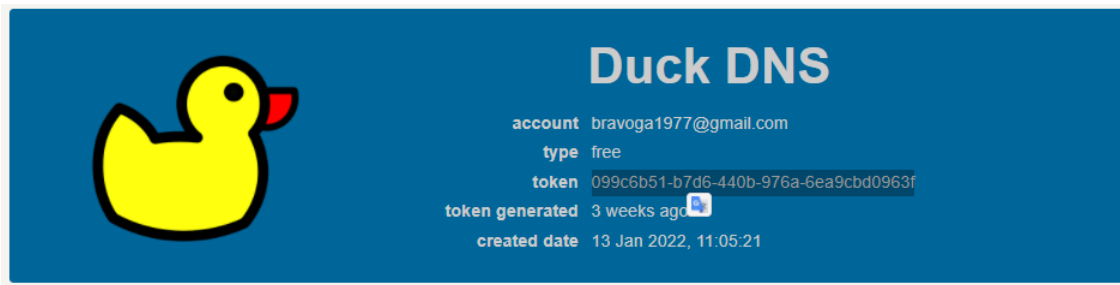 Duck DNS
account bravoga1977@gmail.com
type free
token 099c6b51-b7d6-440b-976a-6ea9cbd0963f
token generated 3 weeks ago
created date 13 Jan 2022, 11:05:21